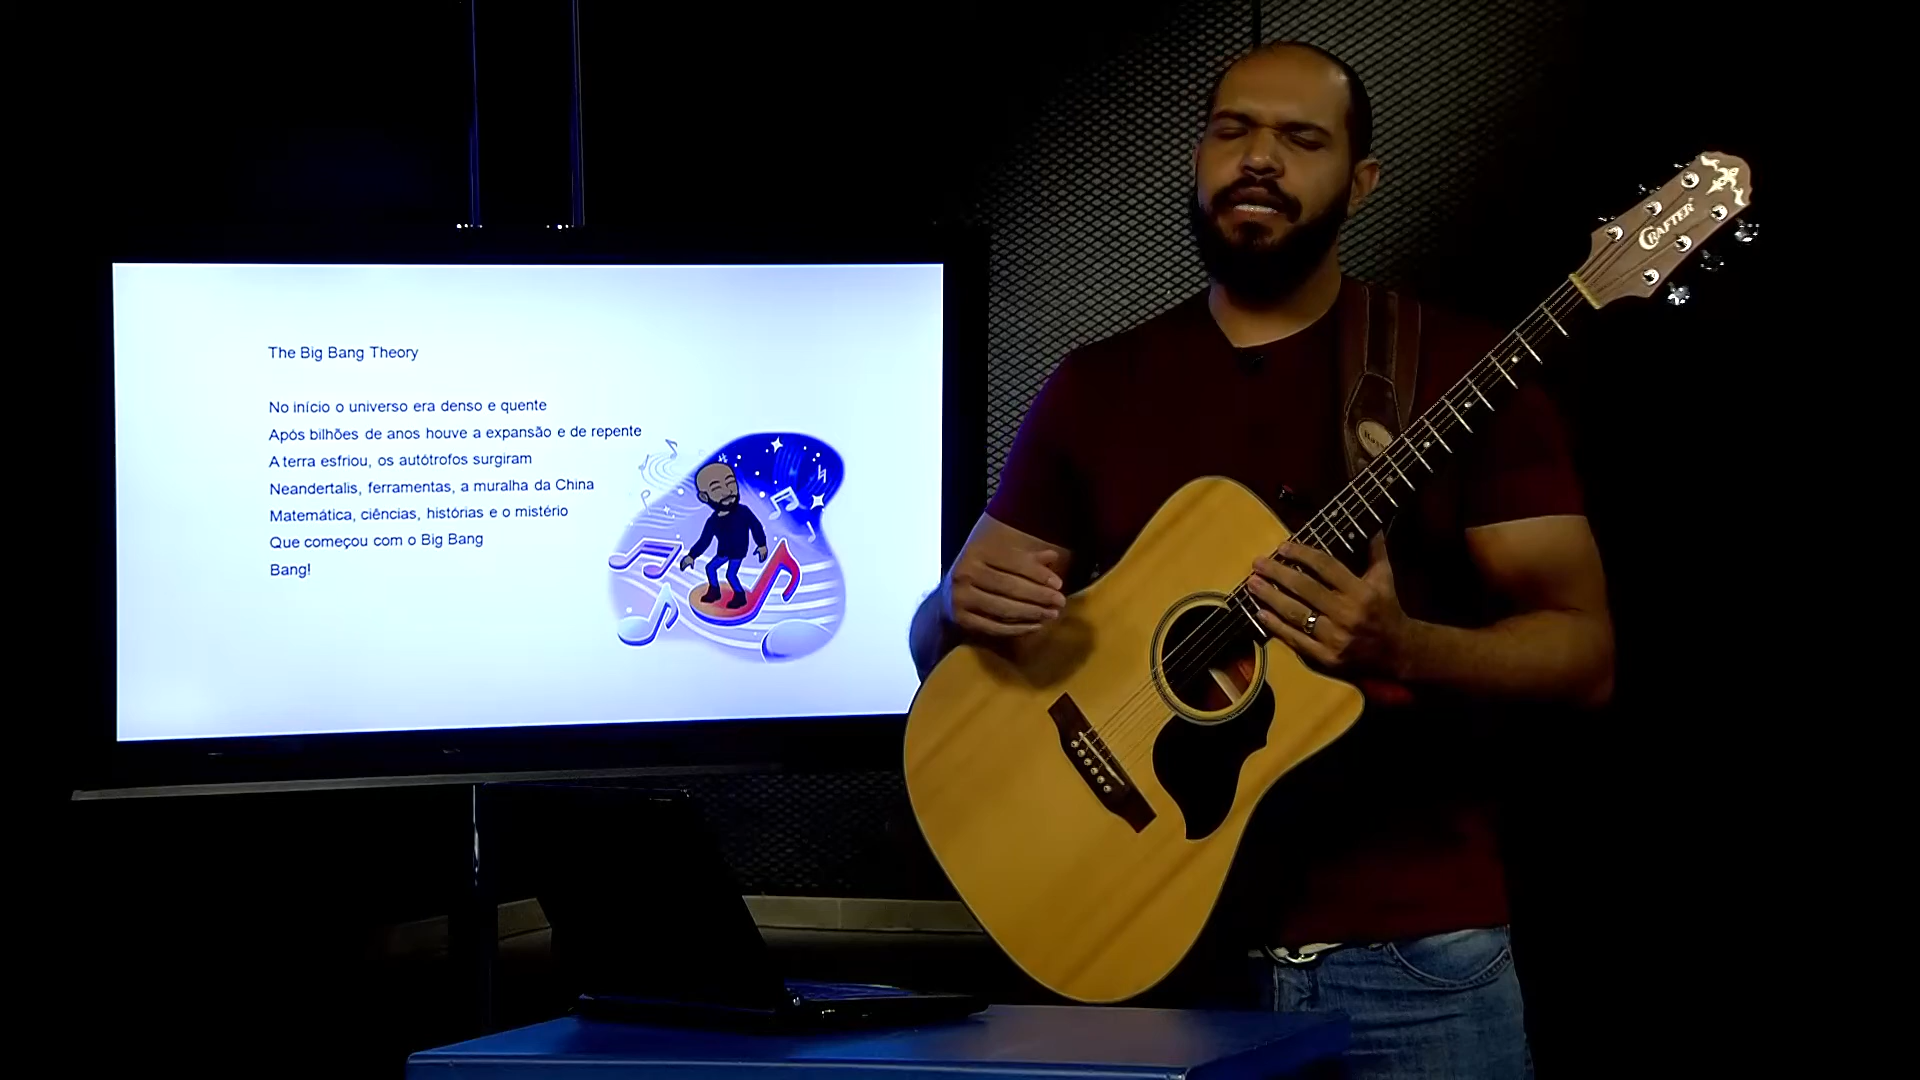 The Big Bang Theory
No início o universo era denso e quente
Após bilhões de anos houve a expansão e de repente
A terra esfriou, os autótrofos surgiram
Neandertalis, ferramentas, a muralha da China
Matemática, ciências, histórias e o mistério
Que começou com o Big Bang
Bang!
CRAFTER